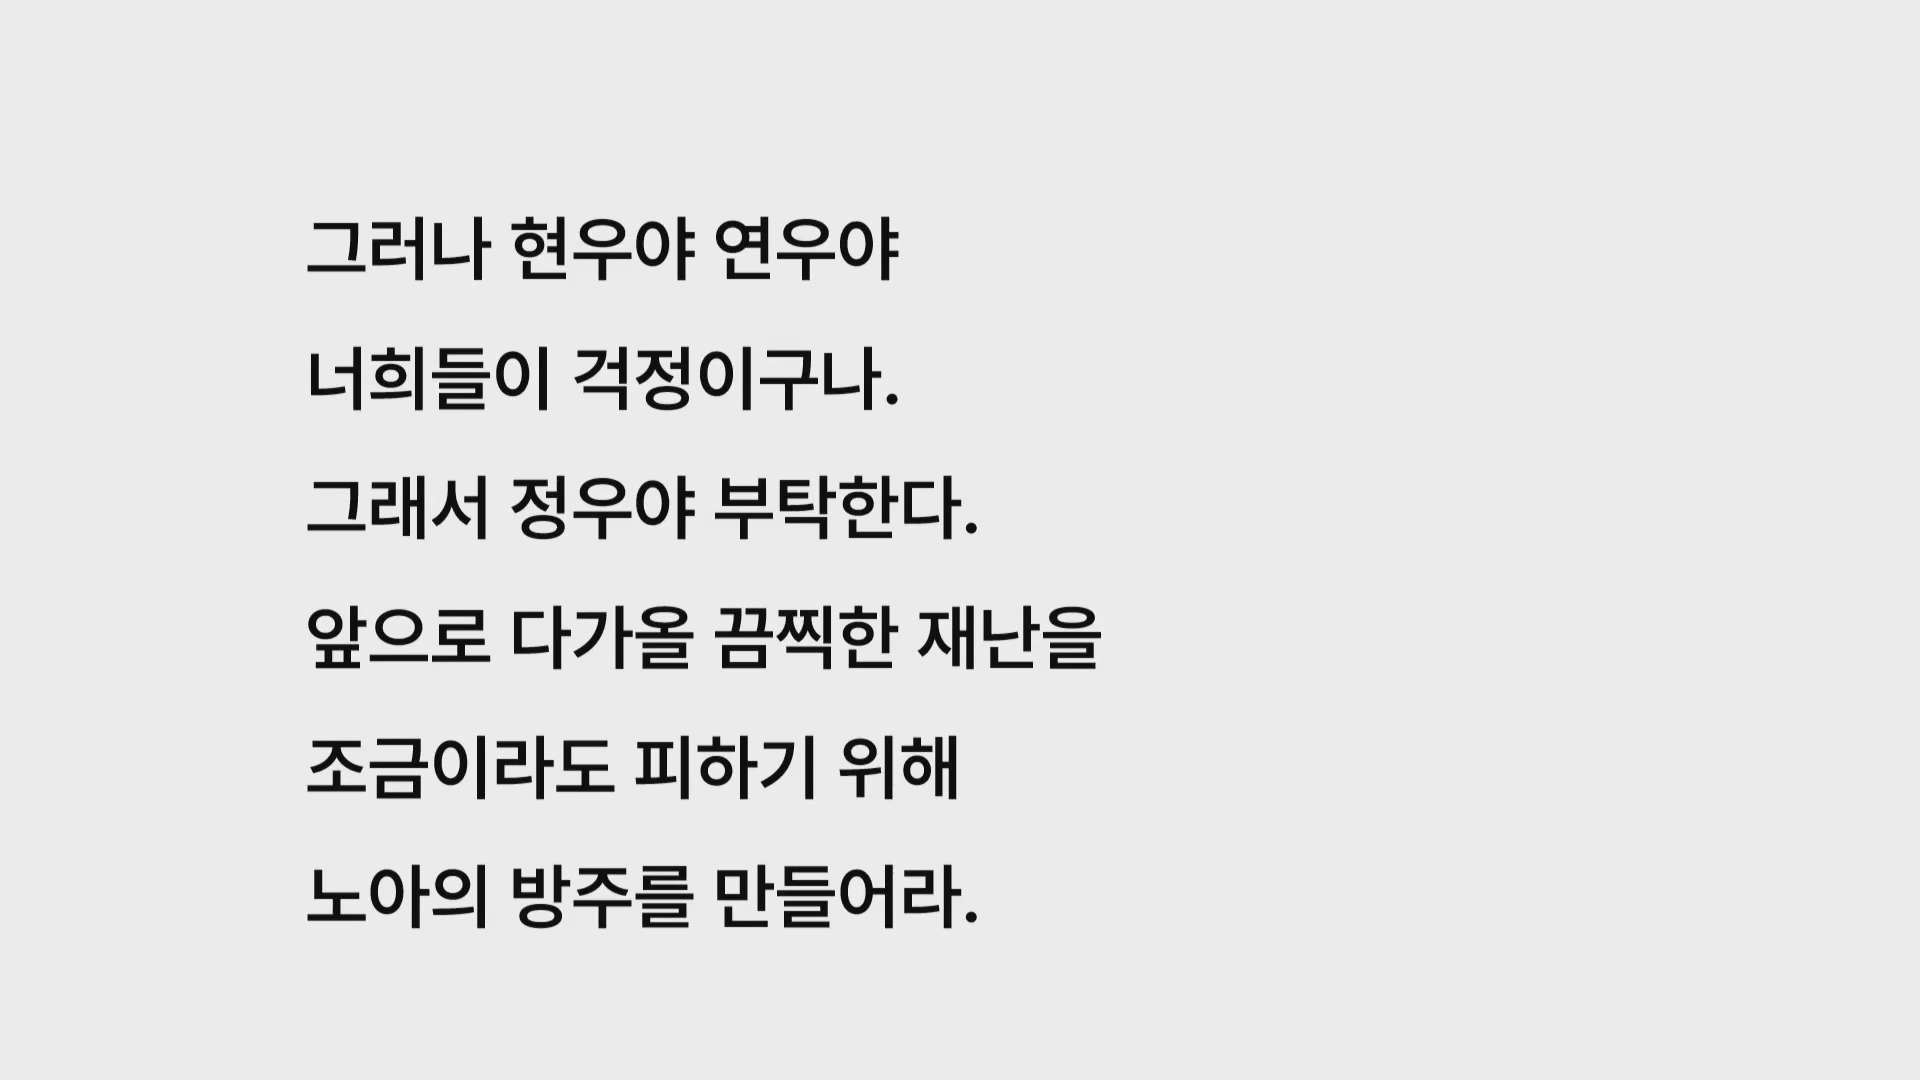 그러나 현우야 연우야
너희들이 걱정이구나.
그래서 정우야 부탁한다.
앞으로 다가올 끔찍한 재난을
조금이라도 피하기 위해
노아의 방주를 만들어라.